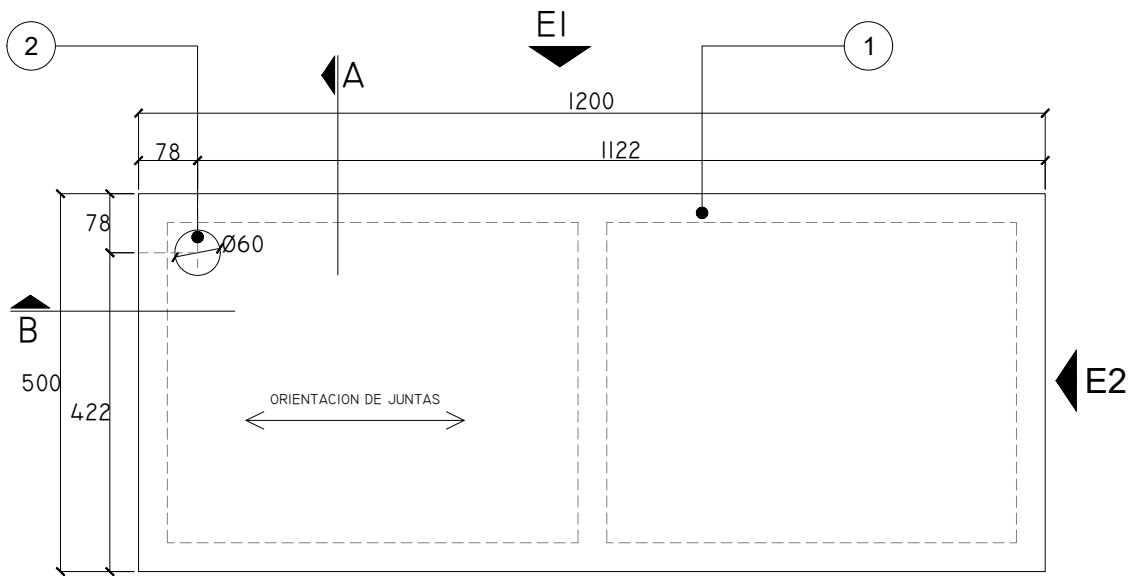 E1
2
1
A
1200
78
1122
78
Ø60
B
500
E2
ORIENTACION DE JUNTAS
422